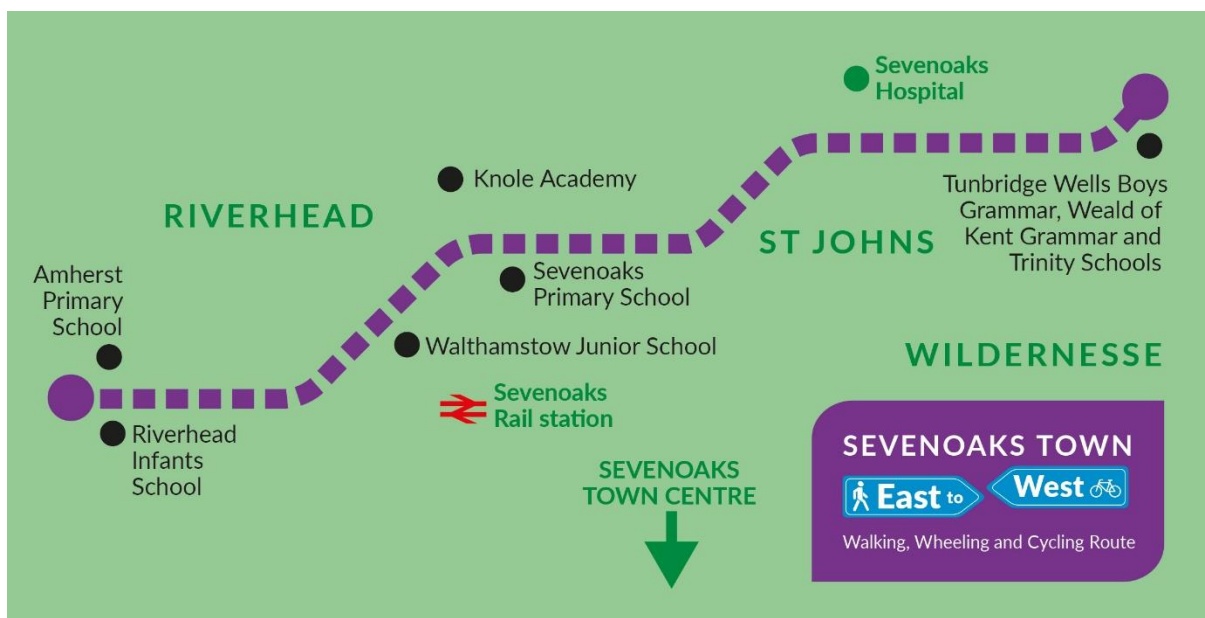 Sevenoaks
Hospital
Knole Academy
RIVERHEAD
Tunbridge Wells Boys
Grammar, Weald of
Kent Grammar and
Trinity Schools
ST JOHNS
Amherst
Primary
School
Sevenoaks
Primary School
Walthamstow Junior School
WILDERNESSE
Sevenoaks
Rail station
Riverhead
Infants
School
SEVENOAKS
TOWN CENTRE
SEVENOAKS TOWN
East to West
Walking, Wheeling and Cycling Route